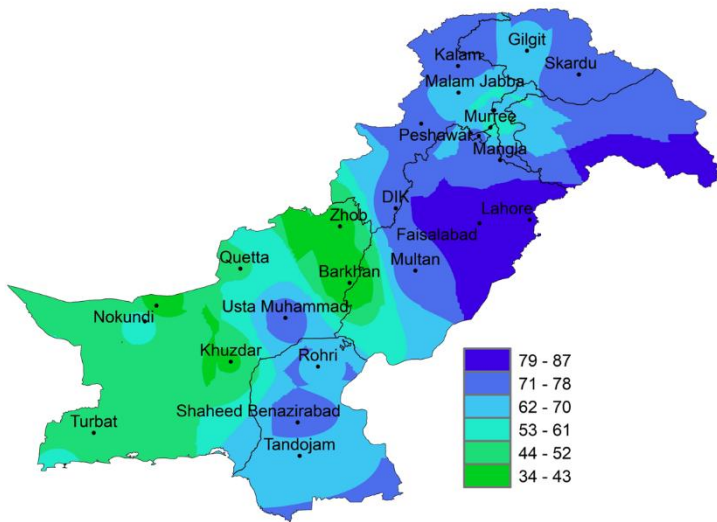 Gilgit
Kalam
Skardu
Malam Jabba
Murree
Peshawar
Mangla
DIK
Zhob
Lahore
Faisalabad
Quetta
Multan
Barkhan
Usta Muhammad
Nokundi
Khuzdar
Rohri
79 - 87
71 - 78
Shaheed Benazirabad
62 - 70
Turbat
53 - 61
Tandojam
44 - 52
34 - 43